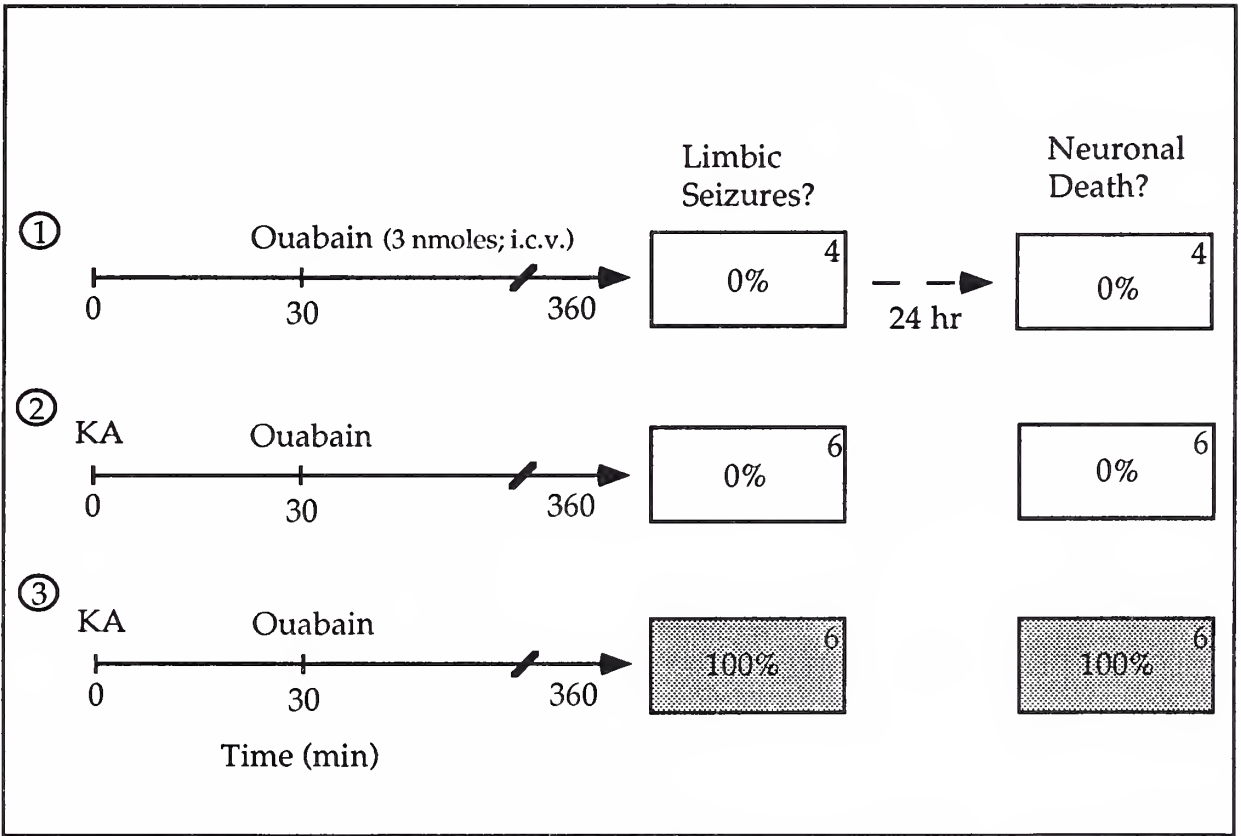 Limbic
Seizures?
Neuronal
Death?
①
Ouabain (3 nmoles; i.c.v.)
0
30
360
4
0%
24 hr
4
0%
②
KA
Ouabain
0
30
360
6
0%
6
0%
③
KA
Ouabain
0
30
360
6
100%
6
100%
Time (min)